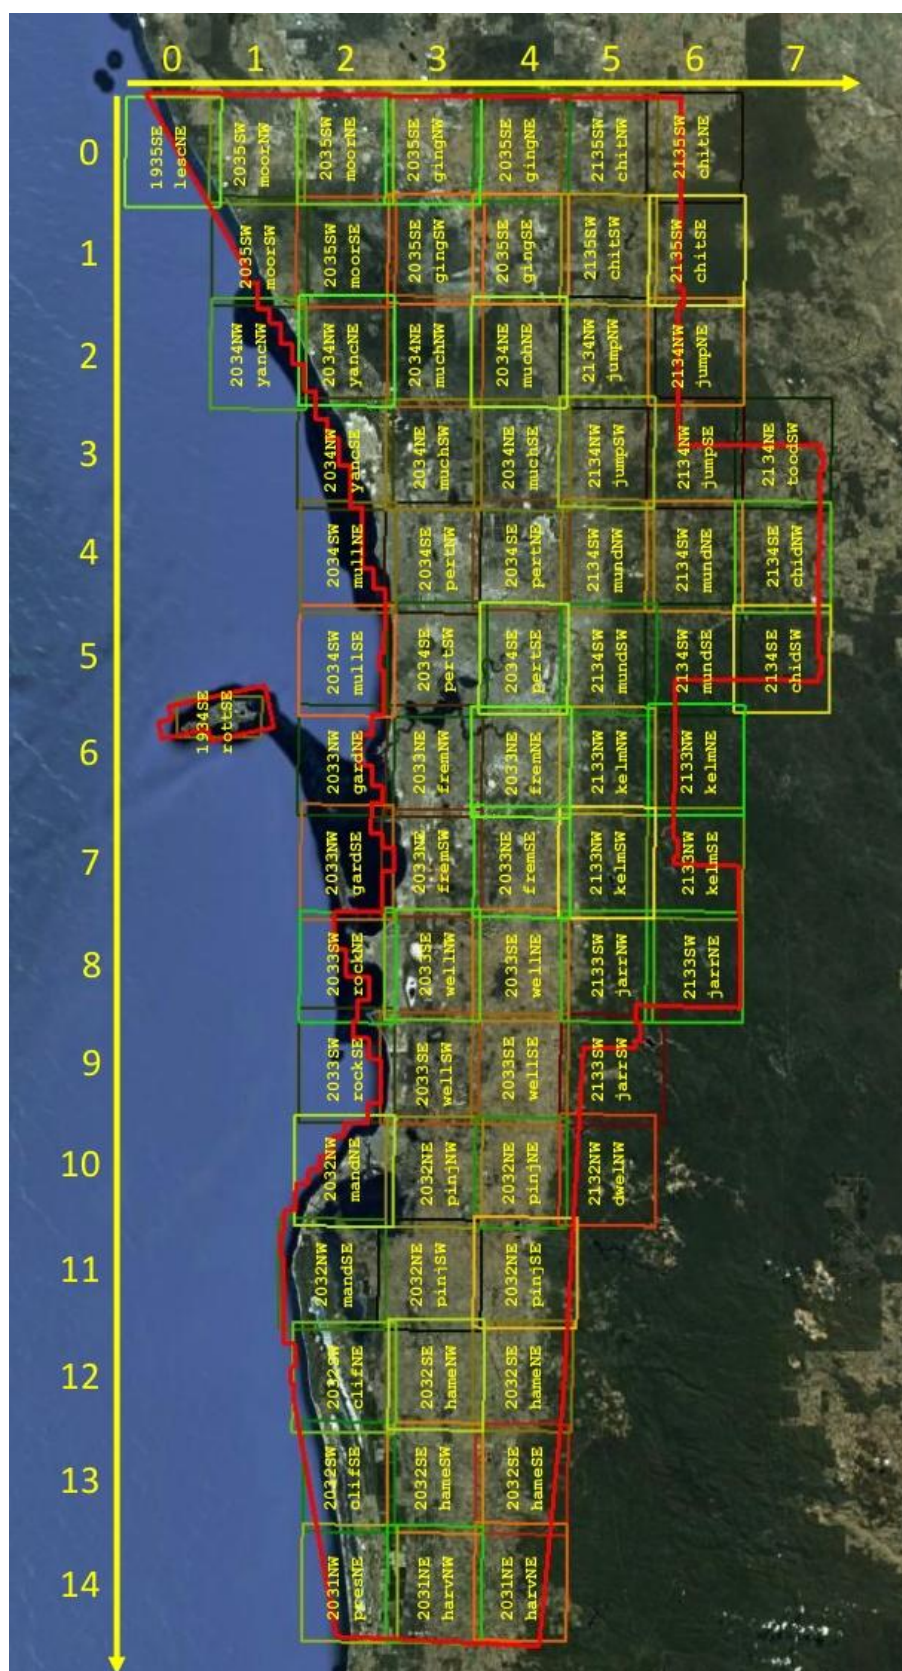 0 1 2 3 4 5 6 7
0
1935SE
lescNE
2035SW
moorNW
2035SW
moorNE
2035SE
gingNW
2035SE
gingNE
2135SW
chitNW
2135SW
chitNE
1
2035SW
moorSW
2035SW
moorSE
2035SE
gingSW
2035SE
gingSE
2135SW
chitSW
2135SW
chitSE
2
2034NW
yancNW
2034NW
yancNE
2034NE
muchNW
2034NE
muchNE
2134NW
jumpNW
2134NW
jumpNE
3
2034NW
yancSE
2034NE
muchSW
2034NE
muchSE
2134NW
jumpSW
2134NW
jumpSE
2134NE
toodSW
4
2034SW
mullNE
2034SE
pertNW
2034SE
pertNE
2134SW
mundNW
2134SW
mundNE
2134SE
chidNW
5
2034SW
mullSE
2034SE
pertSW
2034SE
pertSE
2134SW
mundSW
2134SW
mundSE
2134SE
chidSW
6
1934SE
rottSE
2033NW
gardNE
2033NE
fremNW
2033NE
fremNE
2133NW
kelmNW
2133NW
kelmNE
7
2033NW
gardSE
2033NE
fremSW
2033NE
fremSE
2133NW
kelmSW
2133NW
kelmSE
8
2033SW
rockNE
2033SE
wellNW
2033SE
wellNE
2133SW
jarrNW
2133SW
jarrNE
9
2033SW
rockSE
2033SE
wellSW
2033SE
wellSE
2133SW
jarrSW
10
2032NW
mandNE
2032NE
pinjNW
2032NE
pinjNE
2132NW
dwelNW
11
2032NW
mandSE
2032NE
pinjSW
2032NE
pinjSE
12
2032SW
clifNE
2032SE
hameNW
2032SE
hameNE
13
2032SW
clifSE
2032SE
hameSW
2032SE
hameSE
14
2031NW
presNE
2031NE
harvNW
2031NE
harvNE